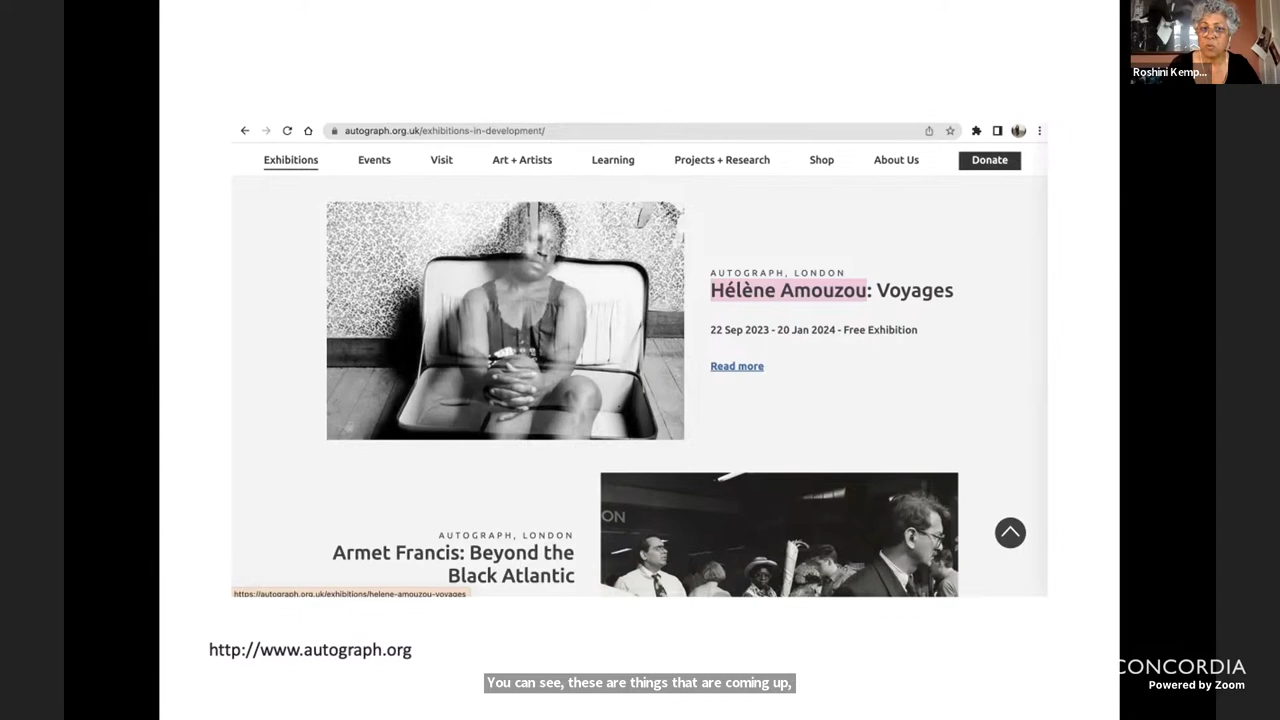 Roshini Kemp...
autograph.org.uk/exhibitions-in-development/
Exhibitions Events Visit Art + Artists Learning Projects + Research Shop About Us Donate
AUTOGRAPH, LONDON
Hélène Amouzou: Voyages
22 Sep 2023 - 20 Jan 2024 - Free Exhibition
Read more
ON
AUTOGRAPH, LONDON
Armet Francis: Beyond the
Black Atlantic
https://autograph.org.uk/exhibitions/helene-amouzou-voyages
http://www.autograph.org
CONCORDIA
You can see, these are things that are coming up,
Powered by Zoom